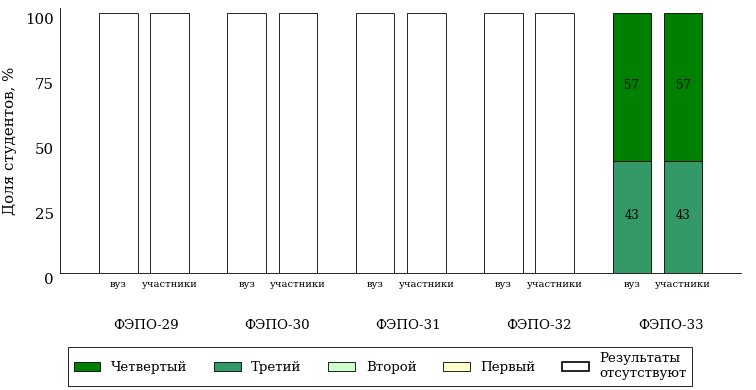 Доля студентов, %
100
75
50
25
0
57 57
43 43
вуз участники вуз участники вуз участники вуз участники вуз участники
ФЭПО-29 ФЭПО-30 ФЭПО-31 ФЭПО-32 ФЭПО-33
Четвертый Третий Второй Первый Результаты
отсутствуют